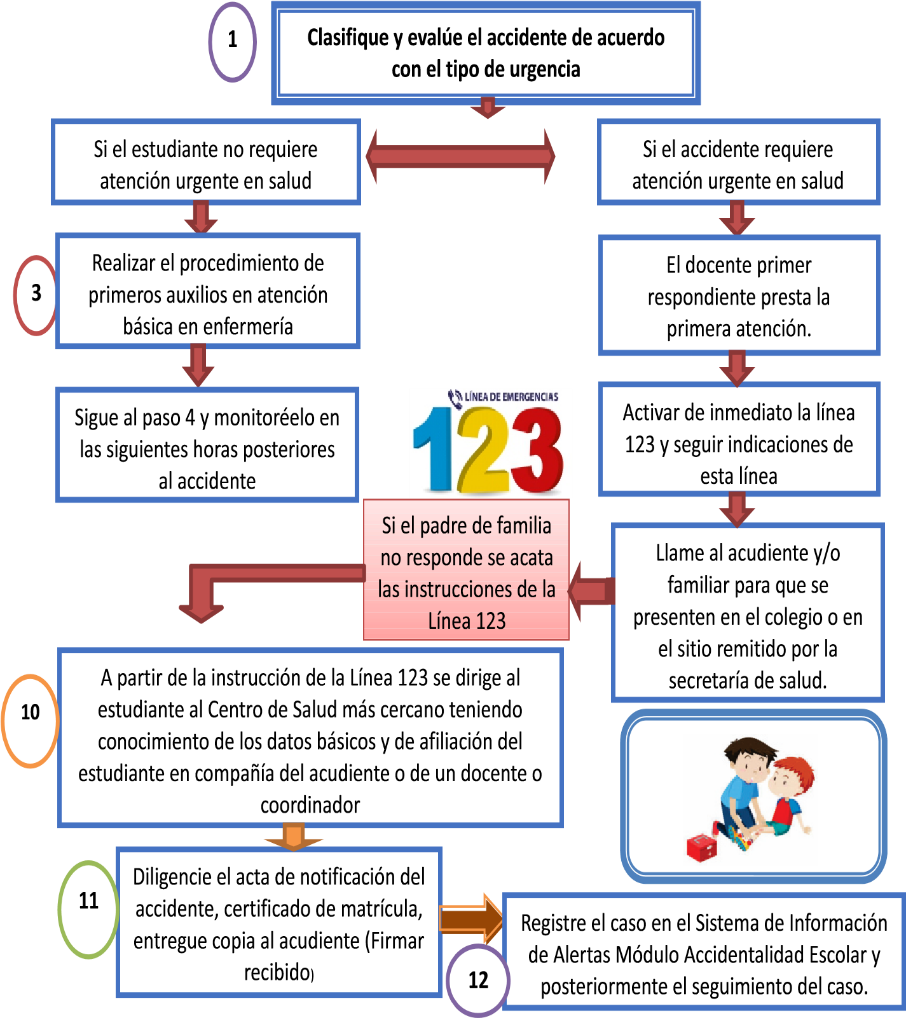 1
Clasifique y evalúe el accidente de acuerdo
con el tipo de urgencia
Si el estudiante no requiere
atención urgente en salud
Si el accidente requiere
atención urgente en salud
3
Realizar el procedimiento de
primeros auxilios en atención
básica en enfermería
El docente primer
respondiente presta la
primera atención.
Sigue al paso 4 y monitoréelo en
las siguientes horas posteriores
al accidente
LÍNEA DE EMERGENCIAS
123
Activar de inmediato la línea
123 y seguir indicaciones de
esta línea
Si el padre de familia
no responde se acata
las instrucciones de la
Línea 123
Llame al acudiente y/o
familiar para que se
presenten en el colegio o en
el sitio remitido por la
secretaría de salud.
10
A partir de la instrucción de la Línea 123 se dirige al
estudiante al Centro de Salud más cercano teniendo
conocimiento de los datos básicos y de afiliación del
estudiante en compañía del acudiente o de un docente o
coordinador
11
Diligencie el acta de notificación del
accidente, certificado de matrícula,
entregue copia al acudiente (Firmar
recibido)
12
Registre el caso en el Sistema de Información
de Alertas Módulo Accidentalidad Escolar y
posteriormente el seguimiento del caso.